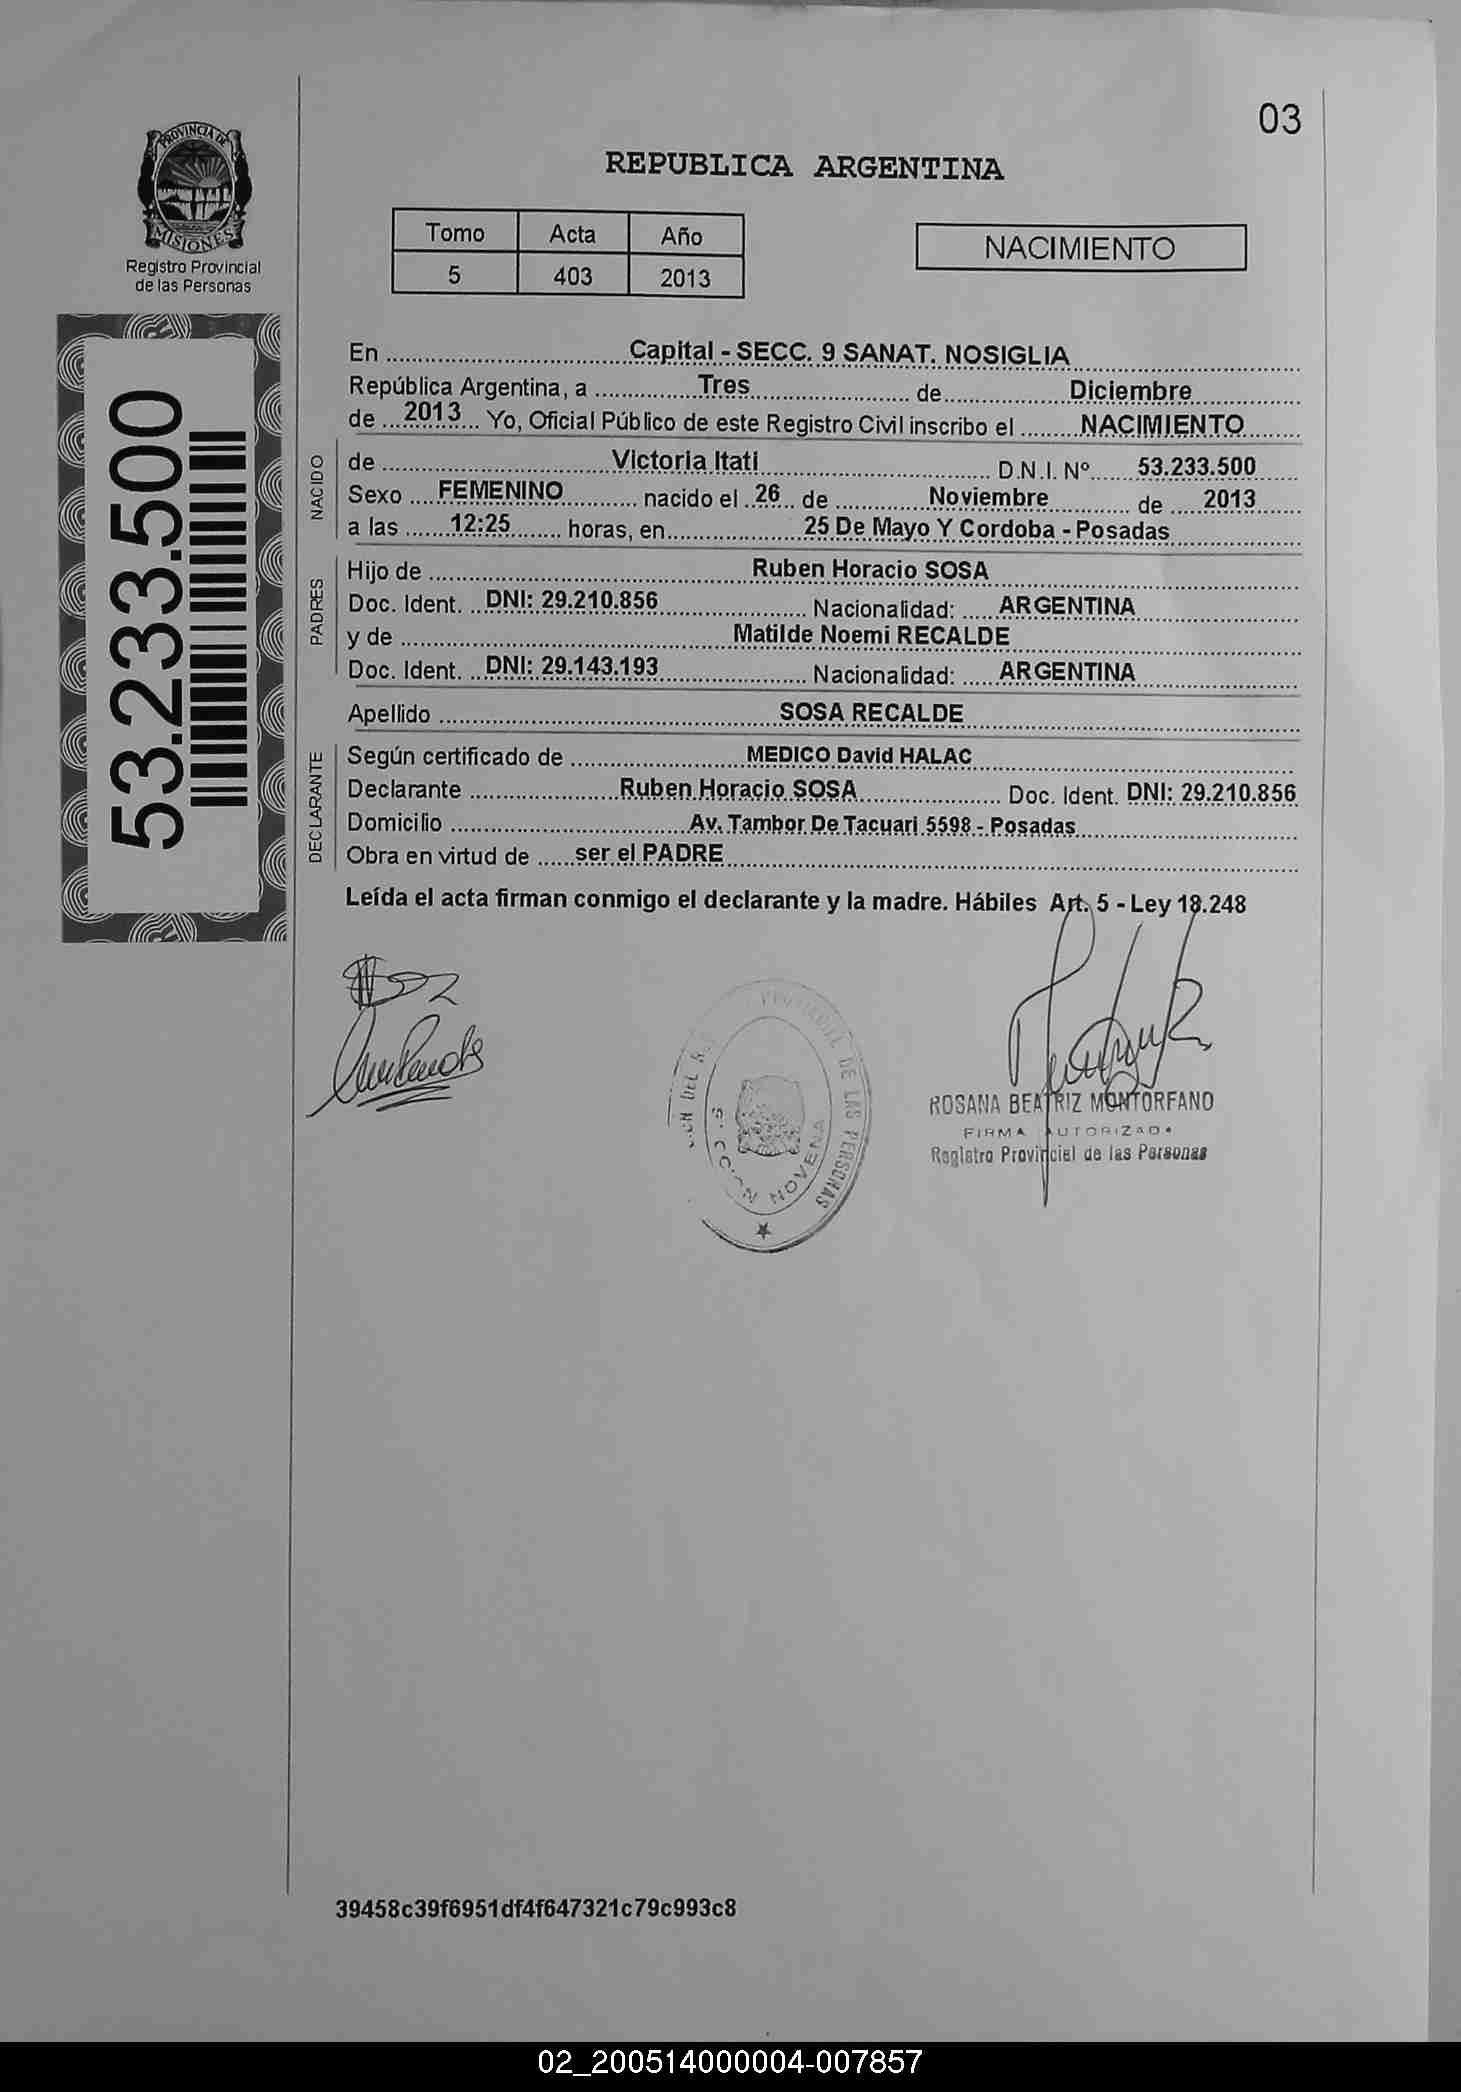 03
PROVINCIA DE
MISIONES
Registro Provincial
de las Personas
REPUBLICA ARGENTINA
Tomo Acta Año
5 403 2013
NACIMIENTO
53.233.500
En Capital - SECC. 9 SANAT. NOSIGLIA
República Argentina, a Tres de Diciembre
de 2013 Yo, Oficial Público de este Registro Civil inscribo el NACIMIENTO
NACIDO
de Victoria Itati D.N.I. Nº 53.233.500
Sexo FEMENINO nacido el 26 de Noviembre de 2013
a las 12:25 horas, en 25 De Mayo Y Cordoba - Posadas
PADRES
Hijo de Ruben Horacio SOSA
Doc. Ident. DNI: 29.210.856 Nacionalidad: ARGENTINA
y de Matilde Noemi RECALDE
Doc. Ident. DNI: 29.143.193 Nacionalidad: ARGENTINA
Apellido SOSA RECALDE
DECLARANTE
Según certificado de MEDICO David HALAC
Declarante Ruben Horacio SOSA Doc. Ident. DNI: 29.210.856
Domicilio Av. Tambor De Tacuari 5598 - Posadas
Obra en virtud de ser el PADRE
Leída el acta firman conmigo el declarante y la madre. Hábiles Art. 5 - Ley 18.248
DE LAS PERSONAS
NOVENA
ROSANA BEATRIZ MONTORFANO
FIRMA AUTORIZADA
Registro Provincial de las Personas
39458c39f6951df4f647321c79c993c8
02_200514000004-007857